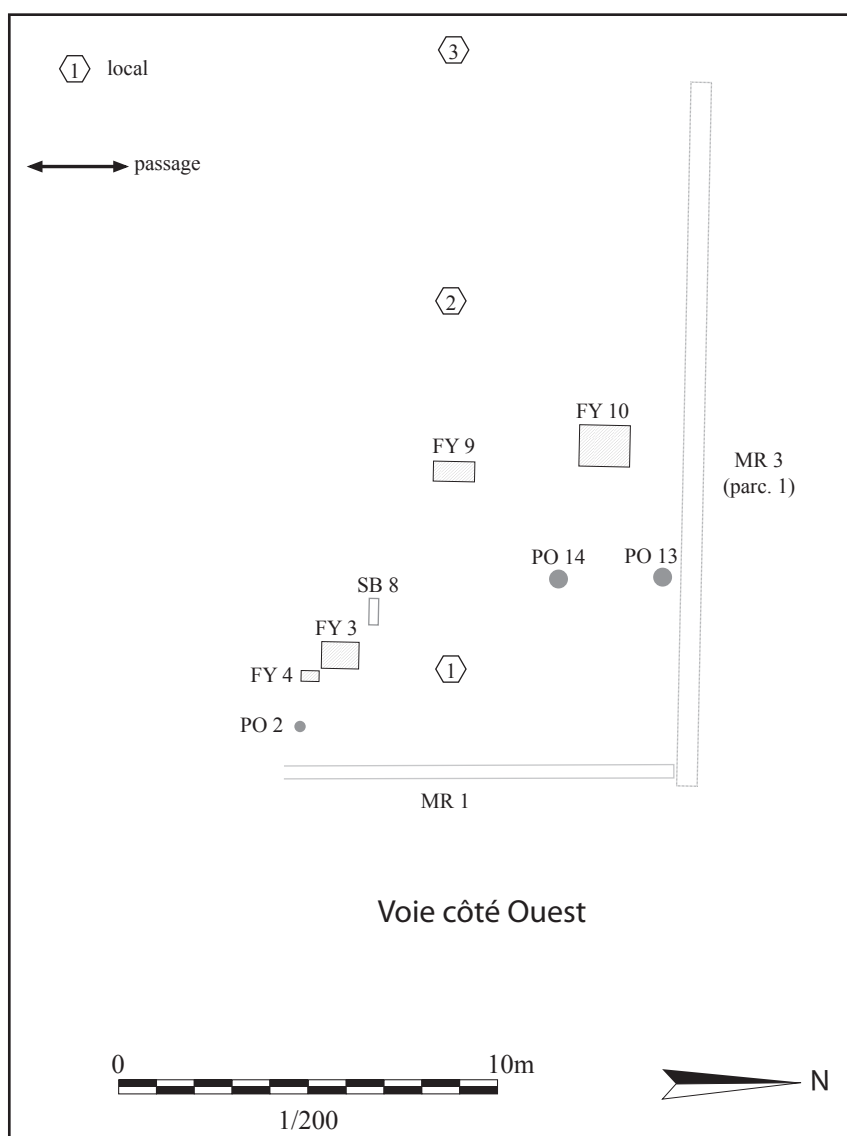 3
1 local
passage
2
FY 10
FY 9
MR 3
(parc. 1)
PO 14
PO 13
SB 8
FY 3
1
FY 4
PO 2
MR 1
Voie côté Ouest
0
10m
1/200
N